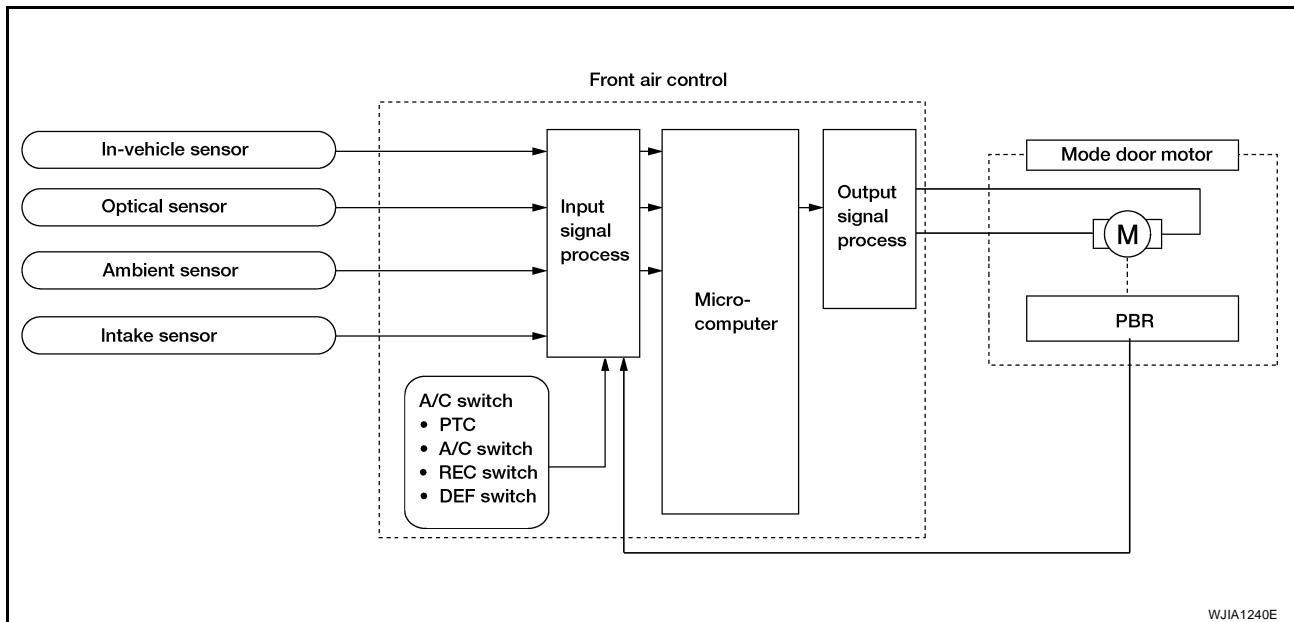 Front air control
In-vehicle sensor
Optical sensor
Ambient sensor
Intake sensor
Input
signal
process
A/C switch
• PTC
• A/C switch
• REC switch
• DEF switch
Micro-
computer
Output
signal
process
Mode door motor
M
PBR
WJIA1240E